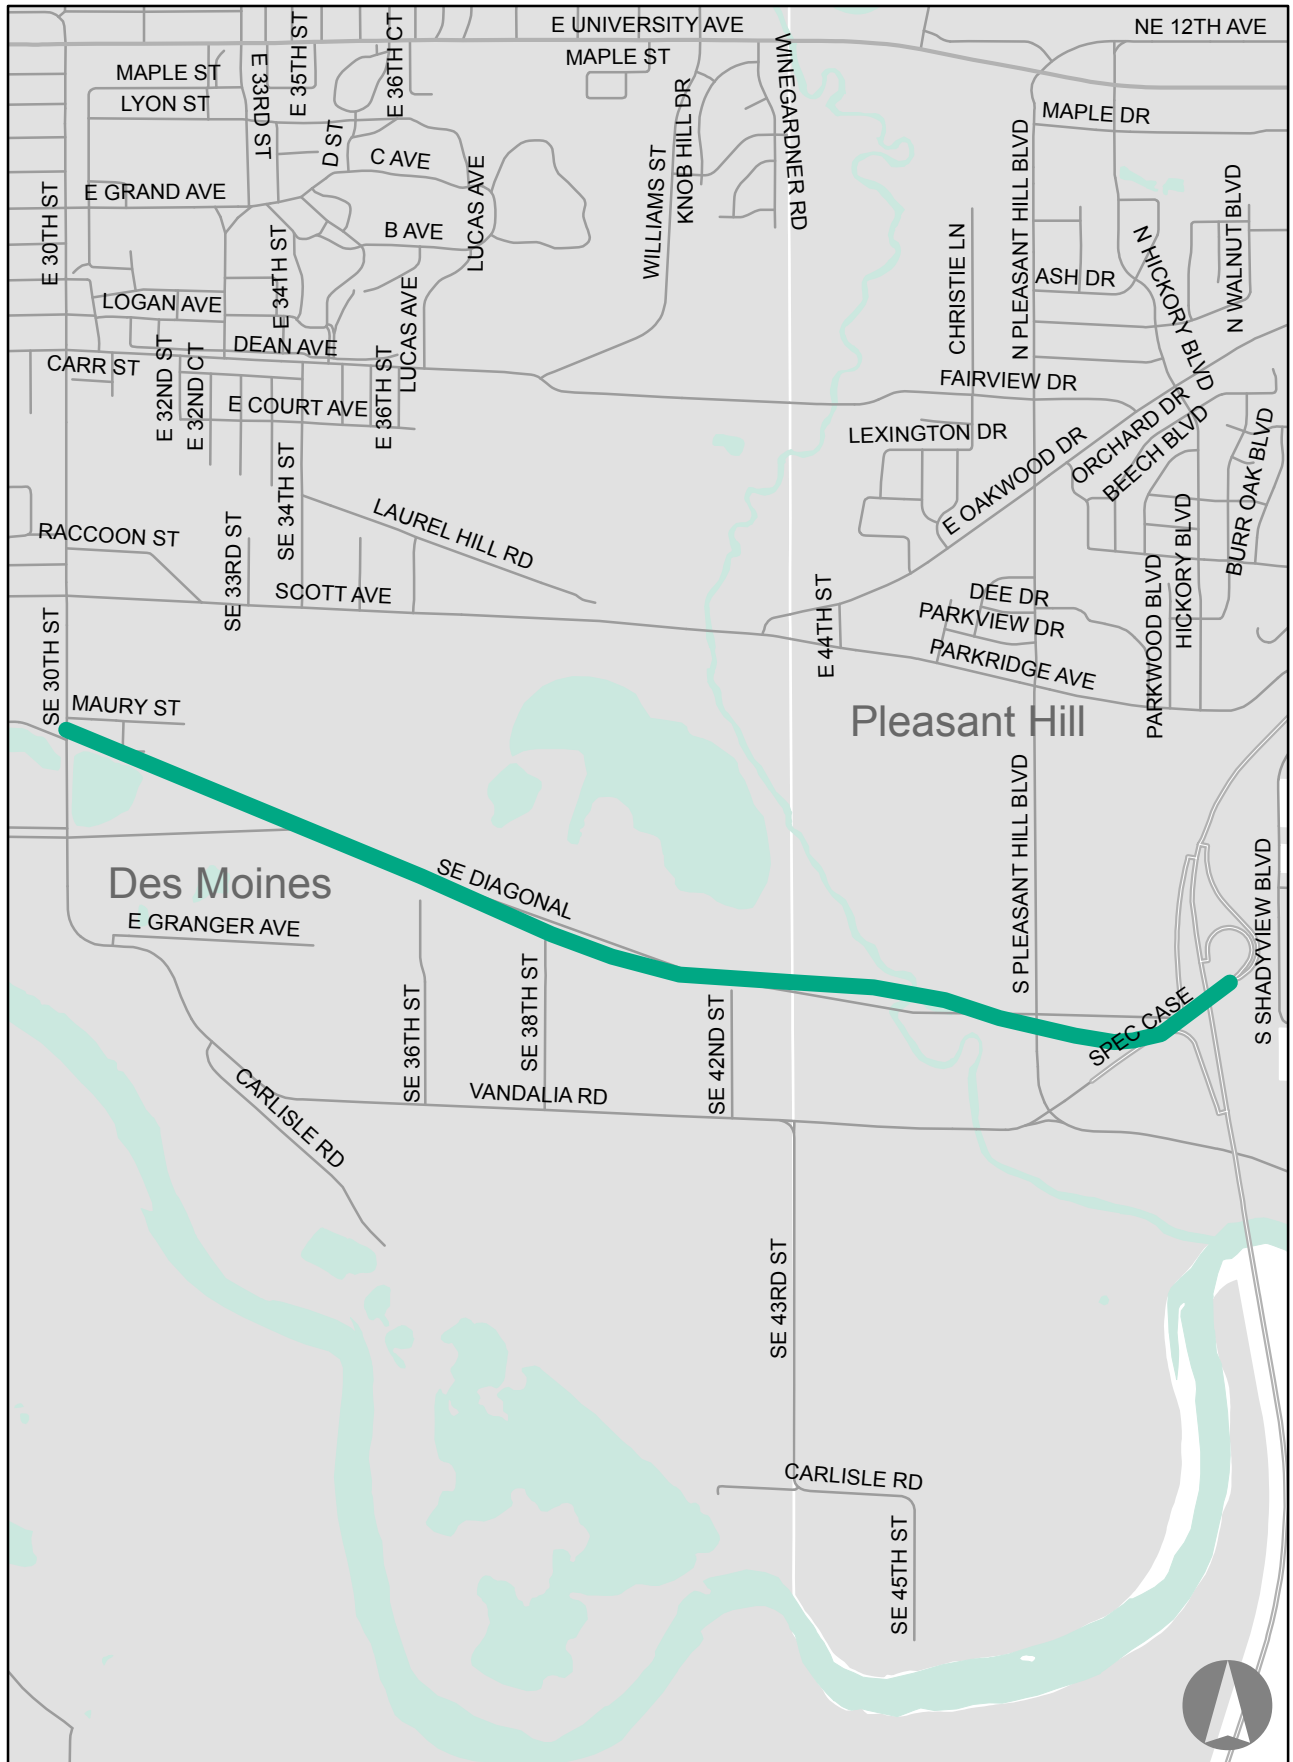 E UNIVERSITY AVE
NE 12TH AVE
MAPLE ST
MAPLE ST
LYON ST
E 33RD ST
E 35TH ST
E 36TH CT
D ST
C AVE
LUCAS AVE
WILLIAMS ST
KNOB HILL DR
WINEGARDNER RD
MAPLE DR
N PLEASANT HILL BLVD
N WALNUT BLVD
N HICKORY BLVD
E 30TH ST
E GRAND AVE
B AVE
E 34TH ST
CHRISTIE LN
ASH DR
LOGAN AVE
LUCAS AVE
DEAN AVE
CARR ST
E 32ND ST
E 32ND CT
E 36TH ST
E COURT AVE
FAIRVIEW DR
LEXINGTON DR
E OAKWOOD DR
ORCHARD DR
BEECH BLVD
BURR OAK BLVD
SE 34TH ST
LAUREL HILL RD
RACCOON ST
SE 33RD ST
SCOTT AVE
HICKORY BLVD
PARKWOOD BLVD
E 44TH ST
DEE DR
PARKVIEW DR
PARKRIDGE AVE
SE 30TH ST
MAURY ST
Pleasant Hill
S PLEASANT HILL BLVD
S SHADYVIEW BLVD
Des Moines
SE DIAGONAL
E GRANGER AVE
SE 36TH ST
SE 38TH ST
SE 42ND ST
SPEC CASE
CARLISLE RD
VANDALIA RD
SE 43RD ST
CARLISLE RD
SE 45TH ST